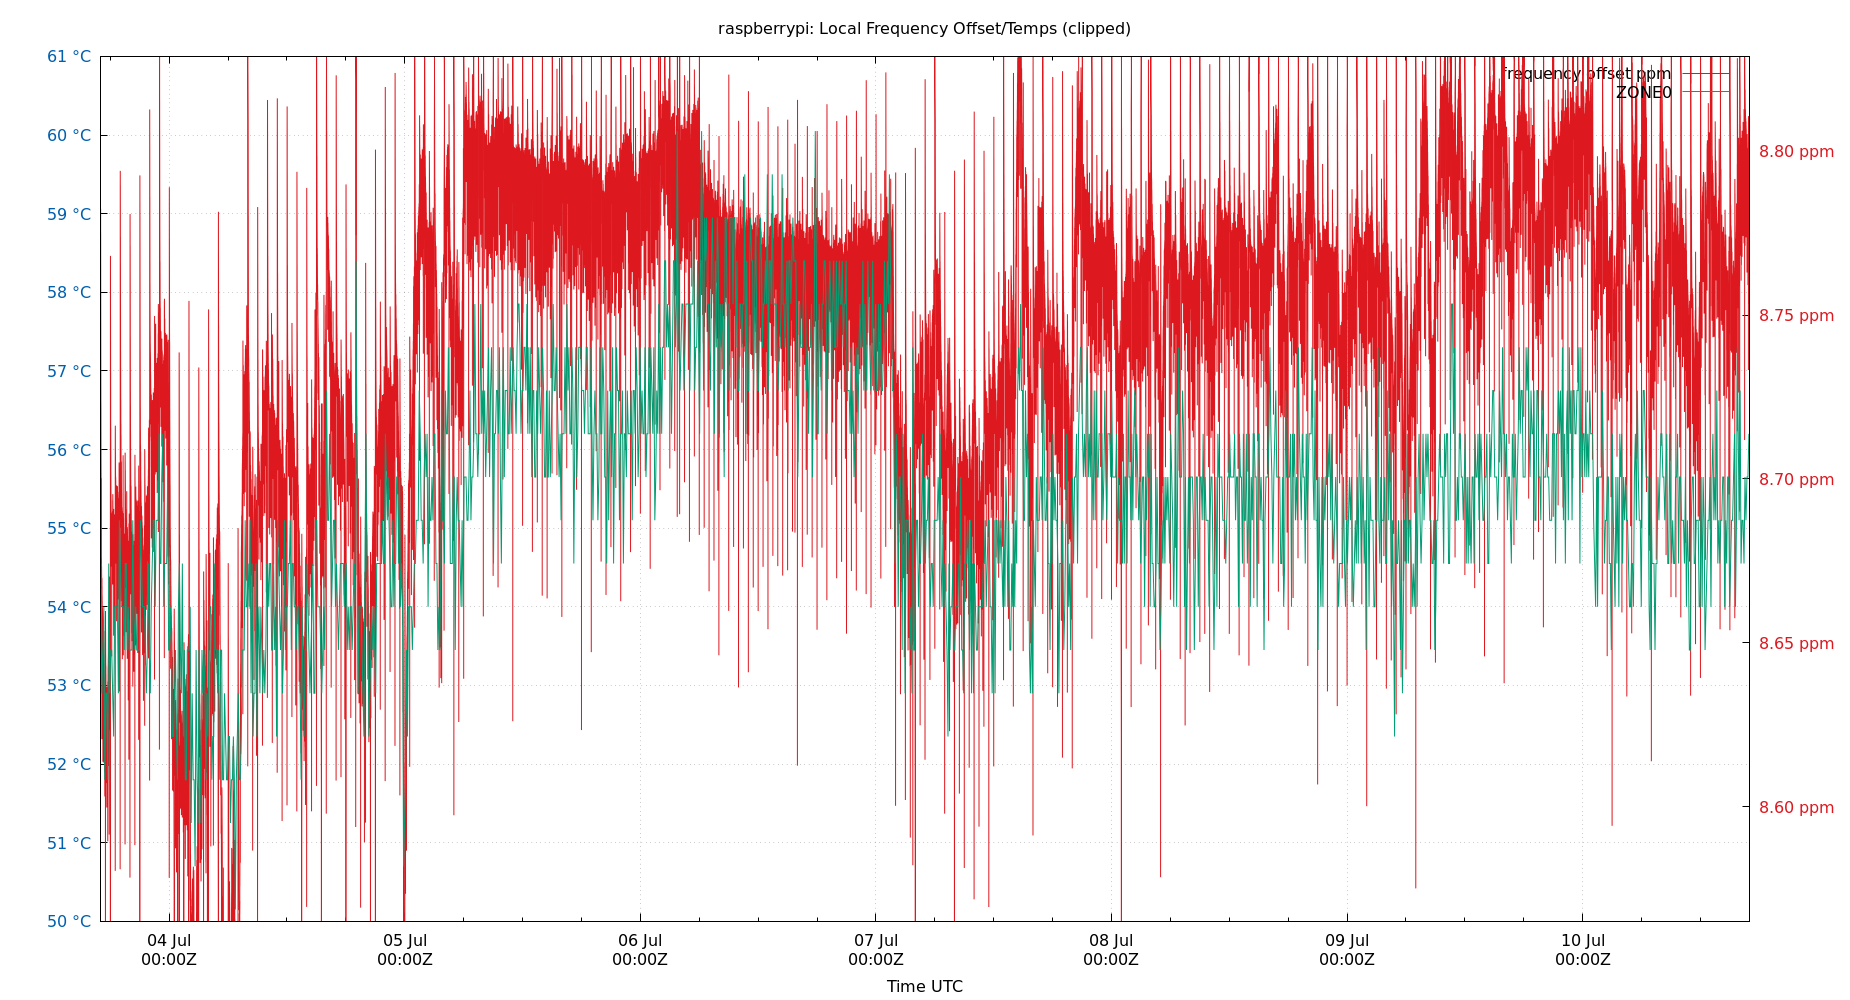 raspberrypi: Local Frequency Offset/Temps (clipped)
61 °C
60 °C
59 °C
58 °C
57 °C
56 °C
55 °C
54 °C
53 °C
52 °C
51 °C
50 °C
frequency offset ppm
ZONE0
8.80 ppm
8.75 ppm
8.70 ppm
8.65 ppm
8.60 ppm
04 Jul
00:00Z
05 Jul
00:00Z
06 Jul
00:00Z
07 Jul
00:00Z
08 Jul
00:00Z
09 Jul
00:00Z
10 Jul
00:00Z
Time UTC